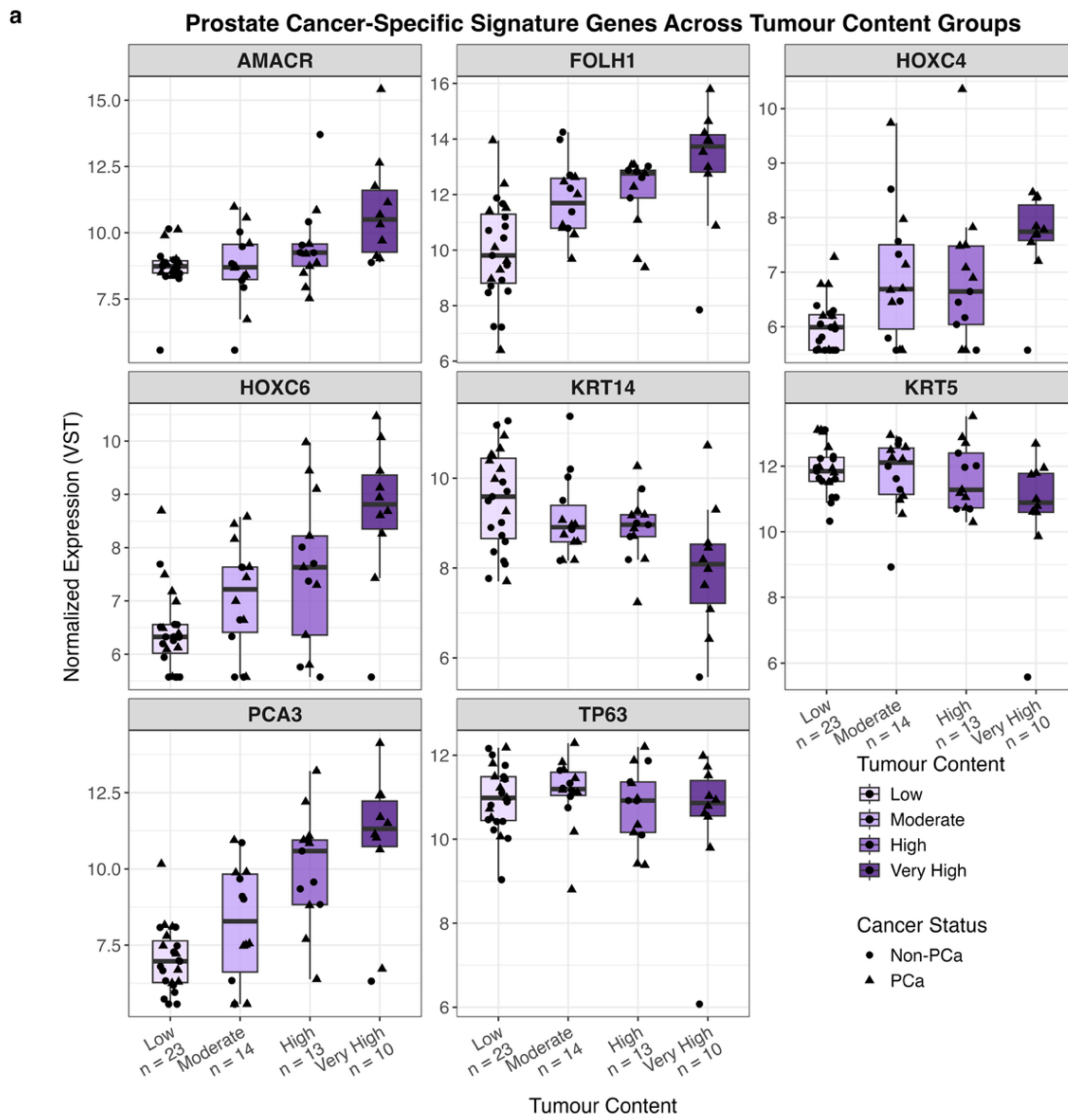 a
Prostate Cancer-Specific Signature Genes Across Tumour Content Groups
AMACR
FOLH1
HOXC4
15.0
12.5
10.0
7.5
16
14
12
10
8
6
10
9
8
7
6
HOXC6
KRT14
KRT5
Normalized Expression (VST)
10
9
8
7
6
10
8
6
12
10
8
6
PCA3
TP63
12.5
10.0
7.5
12
10
8
6
Low
n = 23
Moderate
n = 14
High
n = 13
Very High
n = 10
Low
n = 23
Moderate
n = 14
High
n = 13
Very High
n = 10
Low
n = 23
Moderate
n = 14
High
n = 13
Very High
n = 10
Tumour Content
Tumour Content
Low
Moderate
High
Very High
Cancer Status
Non-PCa
PCa